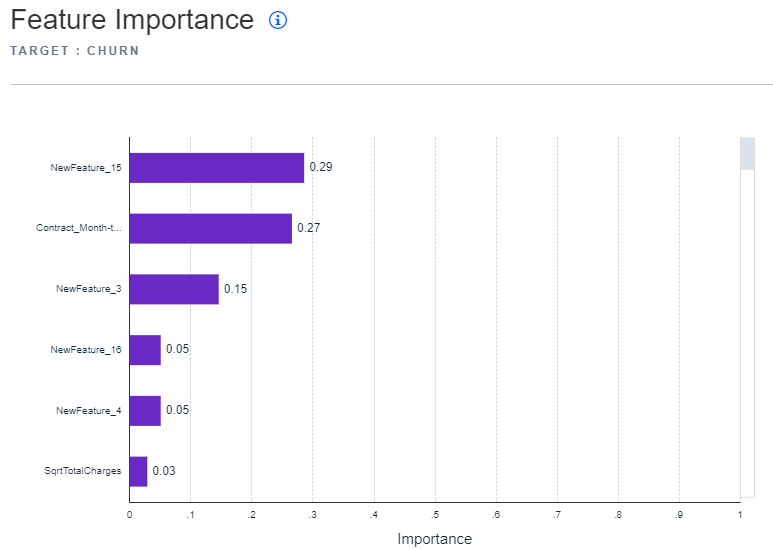 Feature Importance
TARGET : CHURN
NewFeature_15 0.29
Contract_Month-t... 0.27
NewFeature_3 0.15
NewFeature_16 0.05
NewFeature_4 0.05
SqrtTotalCharges 0.03
0 .1 .2 .3 .4 .5 .6 .7 .8 .9 1
Importance